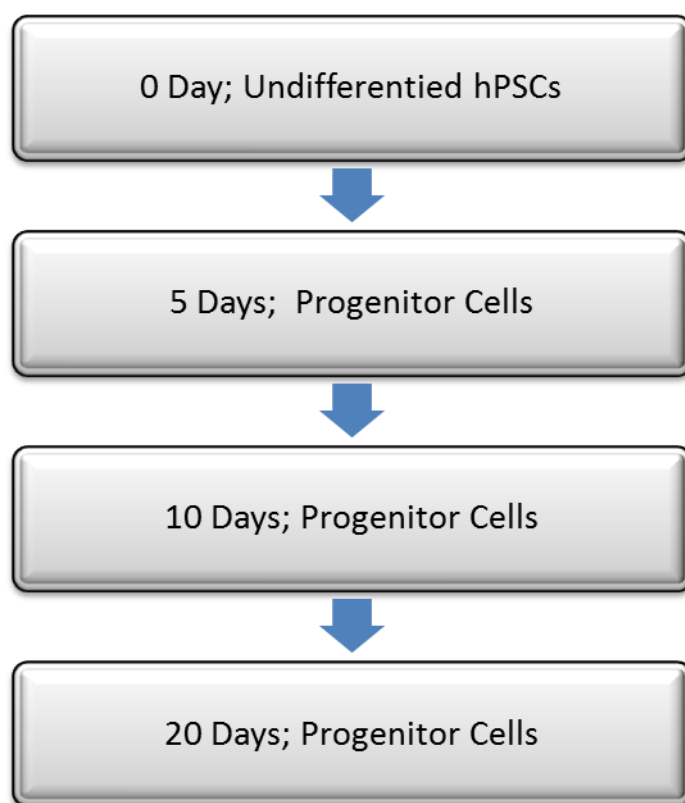 0 Day; Undifferentied hPSCs
5 Days;  Progenitor Cells
10 Days; Progenitor Cells
20 Days; Progenitor Cells